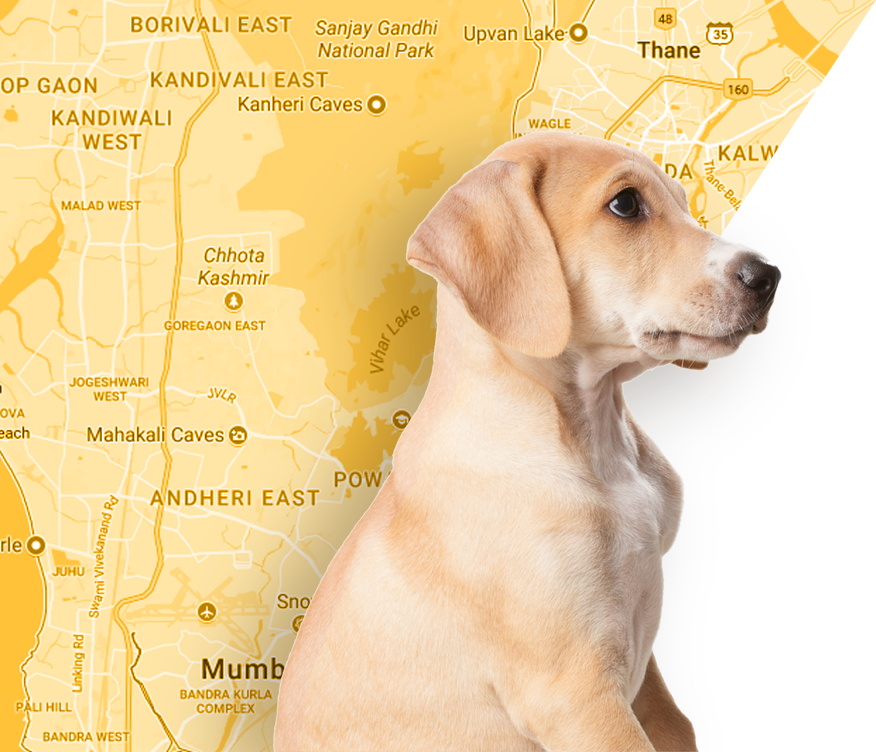 BORIVALI EAST
Sanjay Gandhi
National Park
Upvan Lake
48
35
Thane
OP GAON
KANDIVALI EAST
160
Kanheri Caves
KANDIWALI
WEST
WAGLE
KALW
DA
Thane-Bela
MALAD WEST
Chhota
Kashmir
GOREGAON EAST
Vihar Lake
JOGESHWARI
WEST
JVLR
OVA
each
Mahakali Caves
POW
ANDHERI EAST
Swami Vivekanand Rd
rle
JUHU
Sno
Linking Rd
Mumb
BANDRA KURLA
COMPLEX
PALI HILL
BANDRA WEST